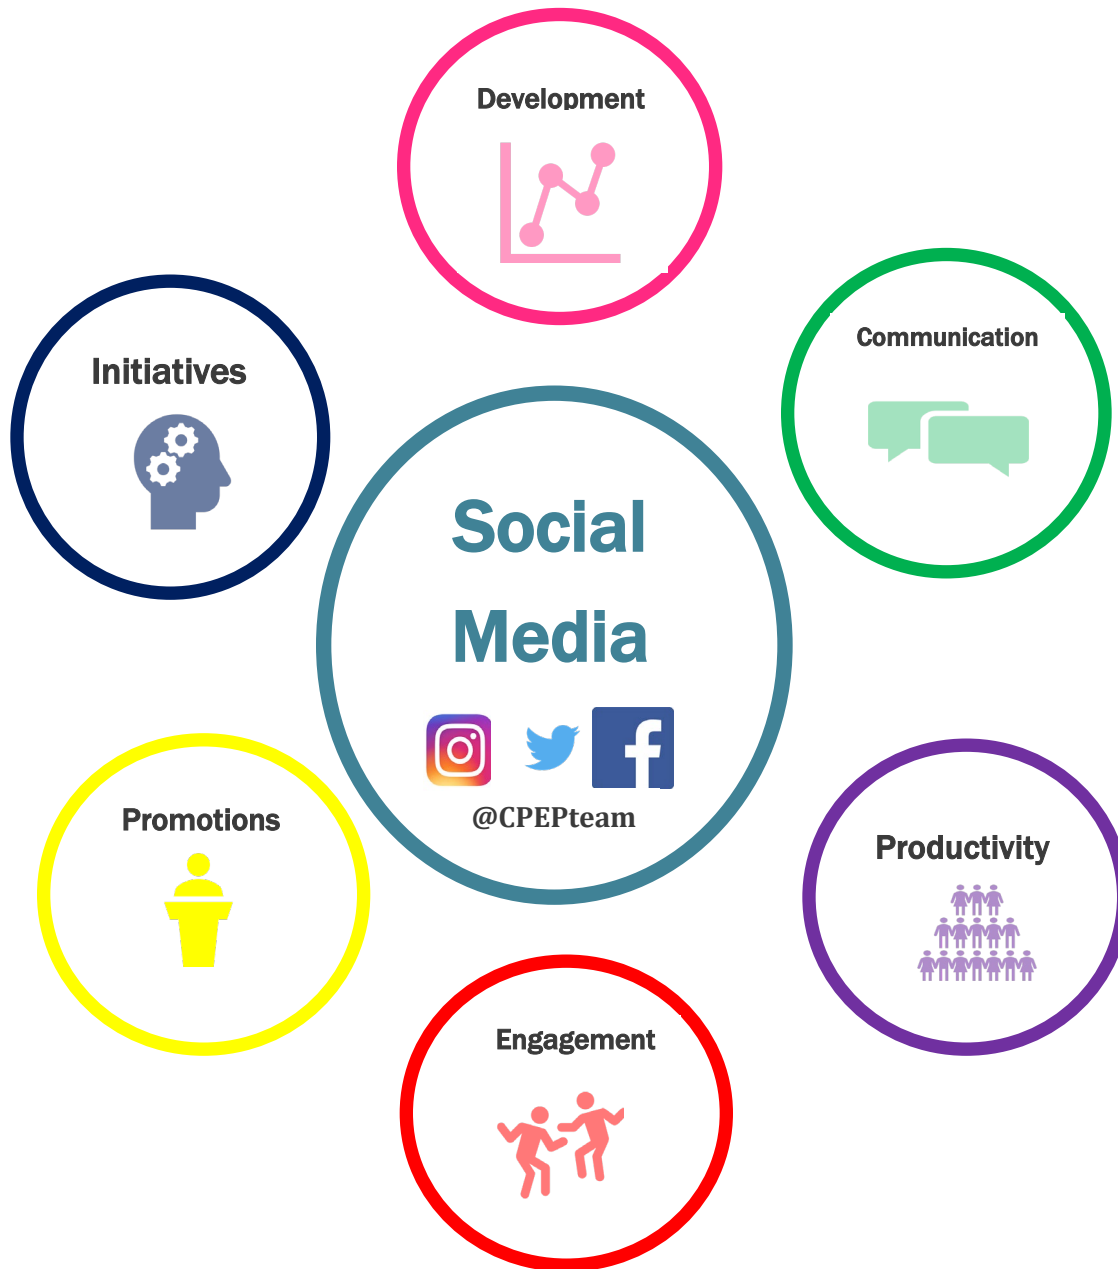 Development
Communication
Initiatives
Social
Media
@CPEPteam
Promotions
Productivity
Engagement